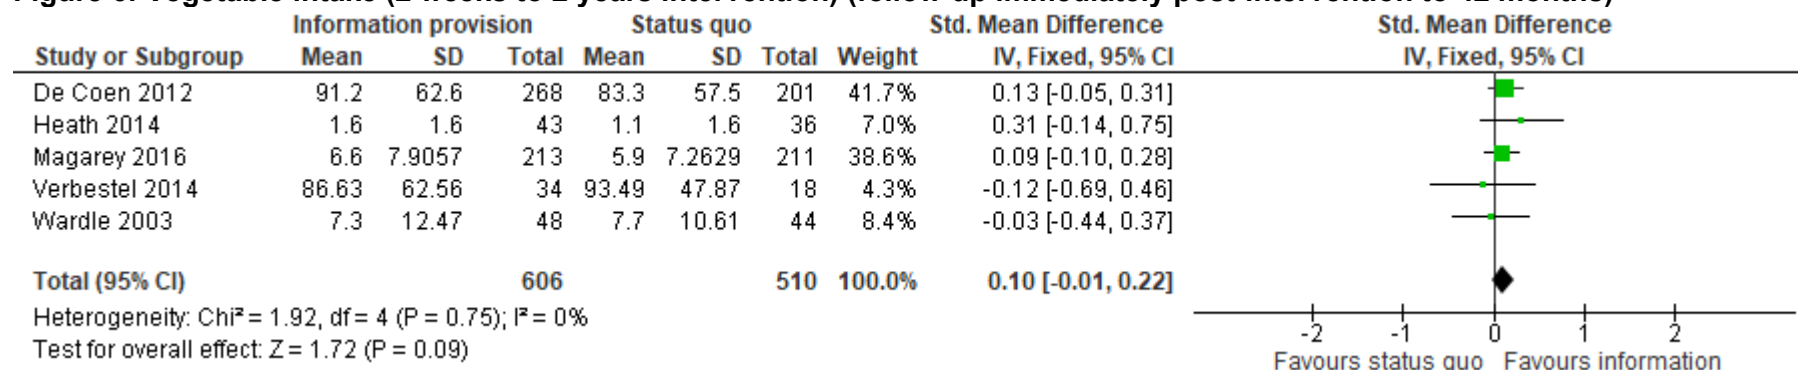 Information provision Status quo Std. Mean Difference Std. Mean Difference
Study or Subgroup Mean SD Total Mean SD Total Weight IV, Fixed, 95% CI IV, Fixed, 95% CI
De Coen 2012 91.2 62.6 268 83.3 57.5 201 41.7% 0.13 [-0.05, 0.31]
Heath 2014 1.6 1.6 43 1.1 1.6 36 7.0% 0.31 [-0.14, 0.75]
Magarey 2016 6.6 7.9057 213 5.9 7.2629 211 38.6% 0.09 [-0.10, 0.28]
Verbestel 2014 86.63 62.56 34 93.49 47.87 18 4.3% -0.12 [-0.69, 0.46]
Wardle 2003 7.3 12.47 48 7.7 10.61 44 8.4% -0.03 [-0.44, 0.37]
Total (95% CI) 606 510 100.0% 0.10 [-0.01, 0.22]
Heterogeneity: Chi² = 1.92, df = 4 (P = 0.75); I² = 0%
Test for overall effect: Z = 1.72 (P = 0.09)
-2 -1 0 1 2
Favours status quo Favours information